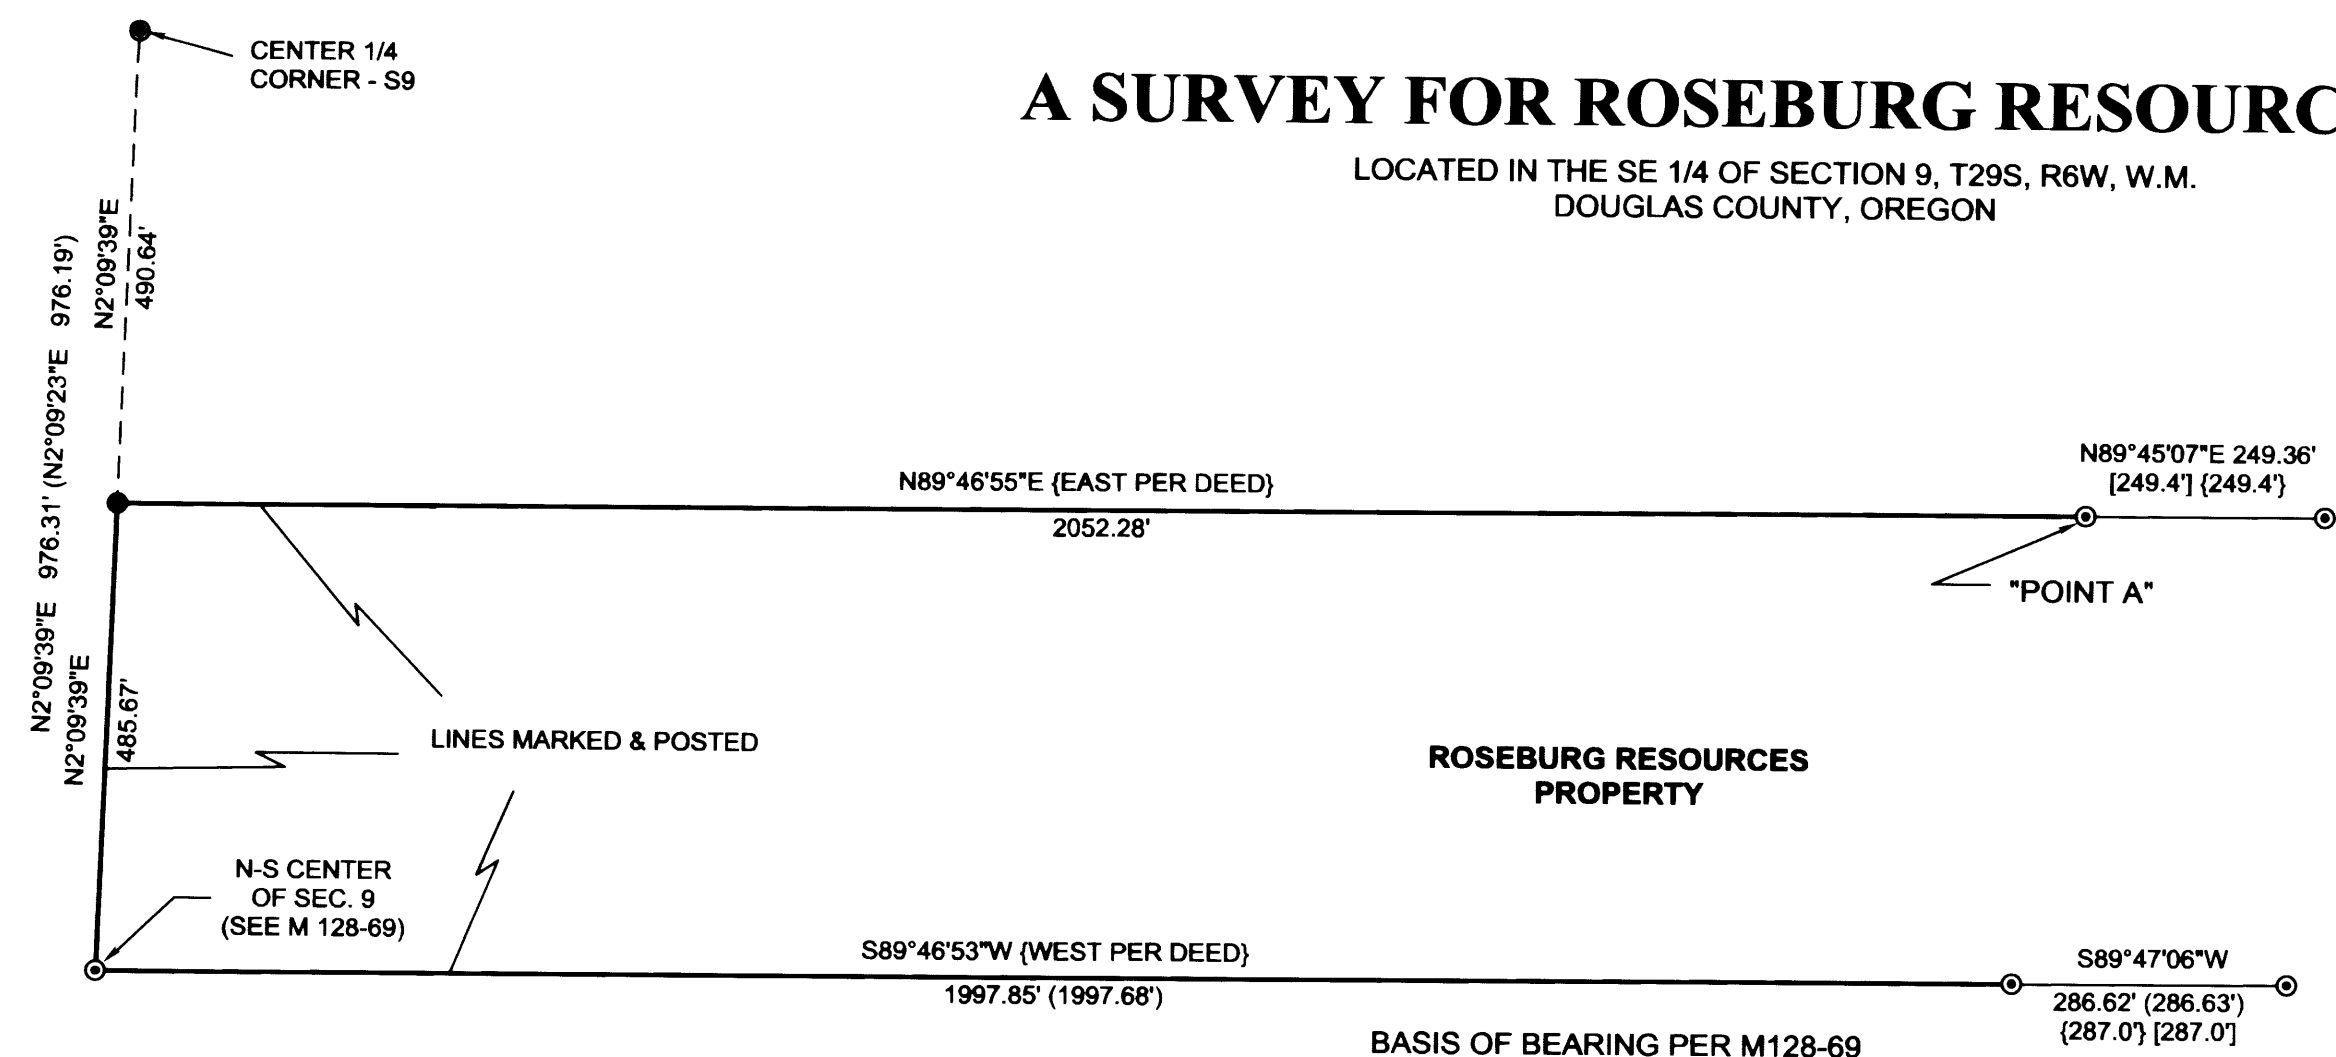 CENTER 1/4
CORNER - S9
A SURVEY FOR ROSEBURG RESOURC
LOCATED IN THE SE 1/4 OF SECTION 9, T29S, R6W, W.M.
DOUGLAS COUNTY, OREGON
N2°09'39"E
490.64'
N2°09'39"E 976.31' (N2°09'23"E 976.19')
N89°46'55"E {EAST PER DEED}
2052.28'
N89°45'07"E 249.36'
[249.4'] {249.4'}
"POINT A"
N2°09'39"E
485.67'
LINES MARKED & POSTED
ROSEBURG RESOURCES
PROPERTY
N-S CENTER
OF SEC. 9
(SEE M 128-69)
S89°46'53"W {WEST PER DEED}
1997.85' (1997.68')
S89°47'06"W
286.62' (286.63')
{287.0'} [287.0']
BASIS OF BEARING PER M128-69